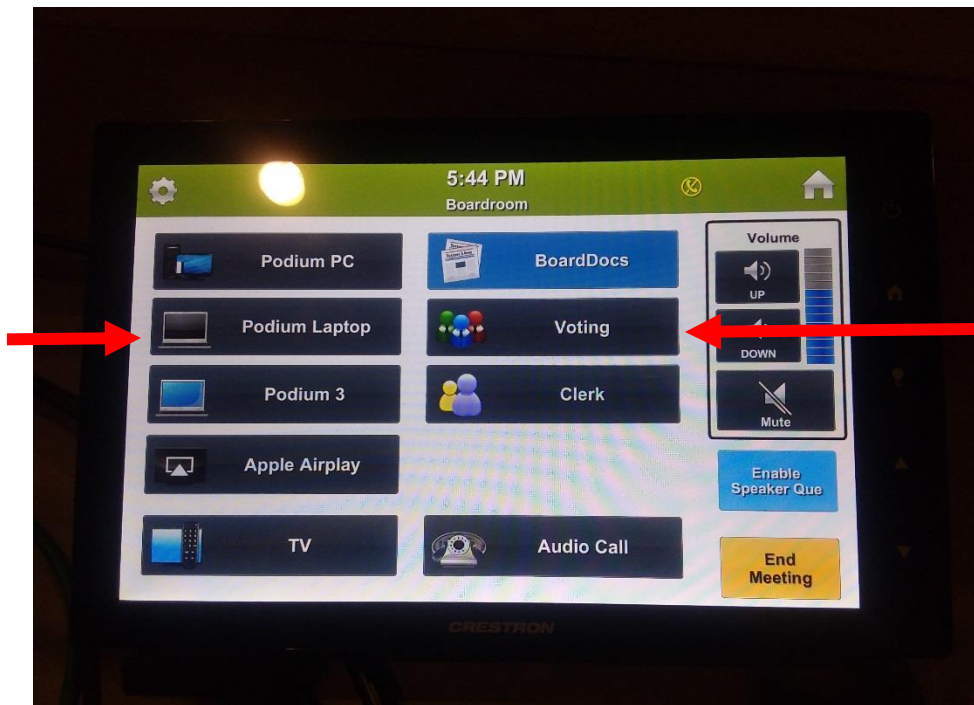 5:44 PM
Boardroom
Podium PC
BoardDocs
Podium Laptop
Voting
Podium 3
Clerk
Apple Airplay
TV
Audio Call
Volume
UP
DOWN
Mute
Enable
Speaker Que
End
Meeting
CRESTRON